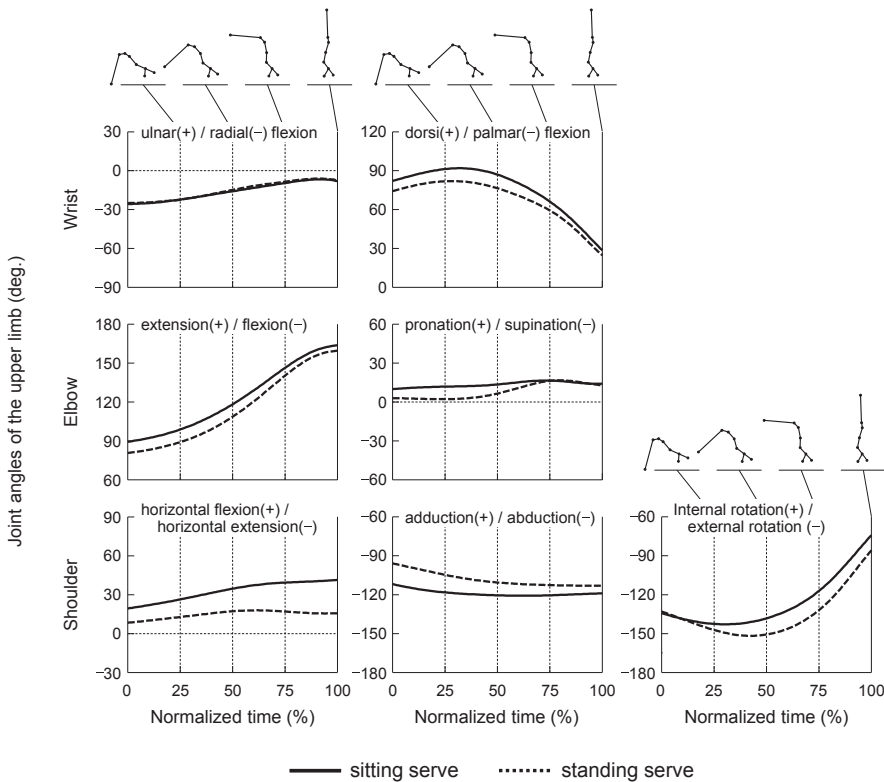 Joint angles of the upper limb (deg.)
Wrist
ulnar(+) / radial(−) flexion
30
0
−30
−60
−90
dorsi(+) / palmar(−) flexion
120
90
60
30
0
Elbow
extension(+) / flexion(−)
180
150
120
90
60
pronation(+) / supination(−)
60
30
0
−30
−60
Shoulder
horizontal flexion(+) /
horizontal extension(−)
90
60
30
0
−30
0 25 50 75 100
Normalized time (%)
adduction(+) / abduction(−)
−60
−90
−120
−150
−180
0 25 50 75 100
Normalized time (%)
Internal rotation(+) /
external rotation (−)
−60
−90
−120
−150
−180
0 25 50 75 100
Normalized time (%)
sitting serve standing serve